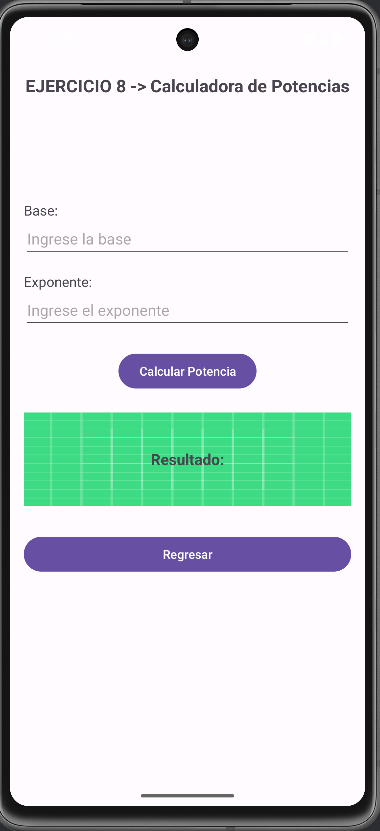 EJERCICIO 8 -> Calculadora de Potencias
Base:
Ingrese la base
Exponente:
Ingrese el exponente
Calcular Potencia
Resultado:
Regresar